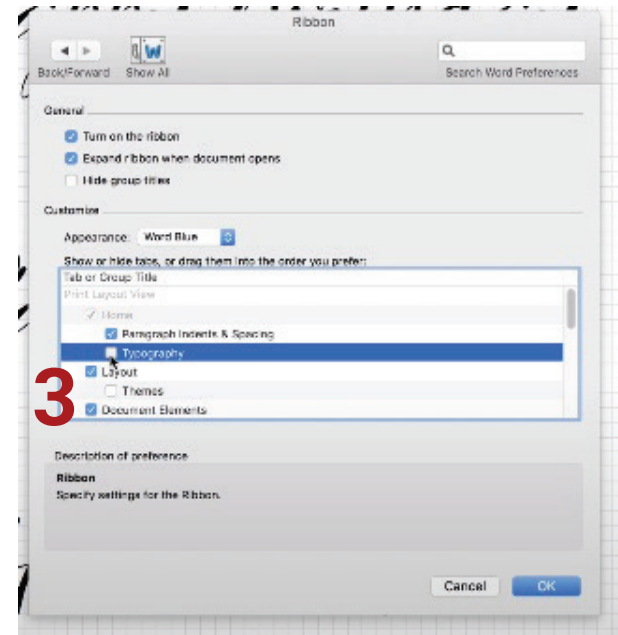 Ribbon
Back/Forward Show All
Search Word Preferences
General
Turn on the ribbon
Expand ribbon when document opens
Hide group titles
Customize
Appearance: Word Blue
Show or hide tabs, or drag them into the order you prefer:
Tab or Group Title
Print Layout View
Home
Paragraph Indents & Spacing
Typography
Layout
Themes
3
Document Elements
Description of preference
Ribbon
Specify settings for the Ribbon.
Cancel OK